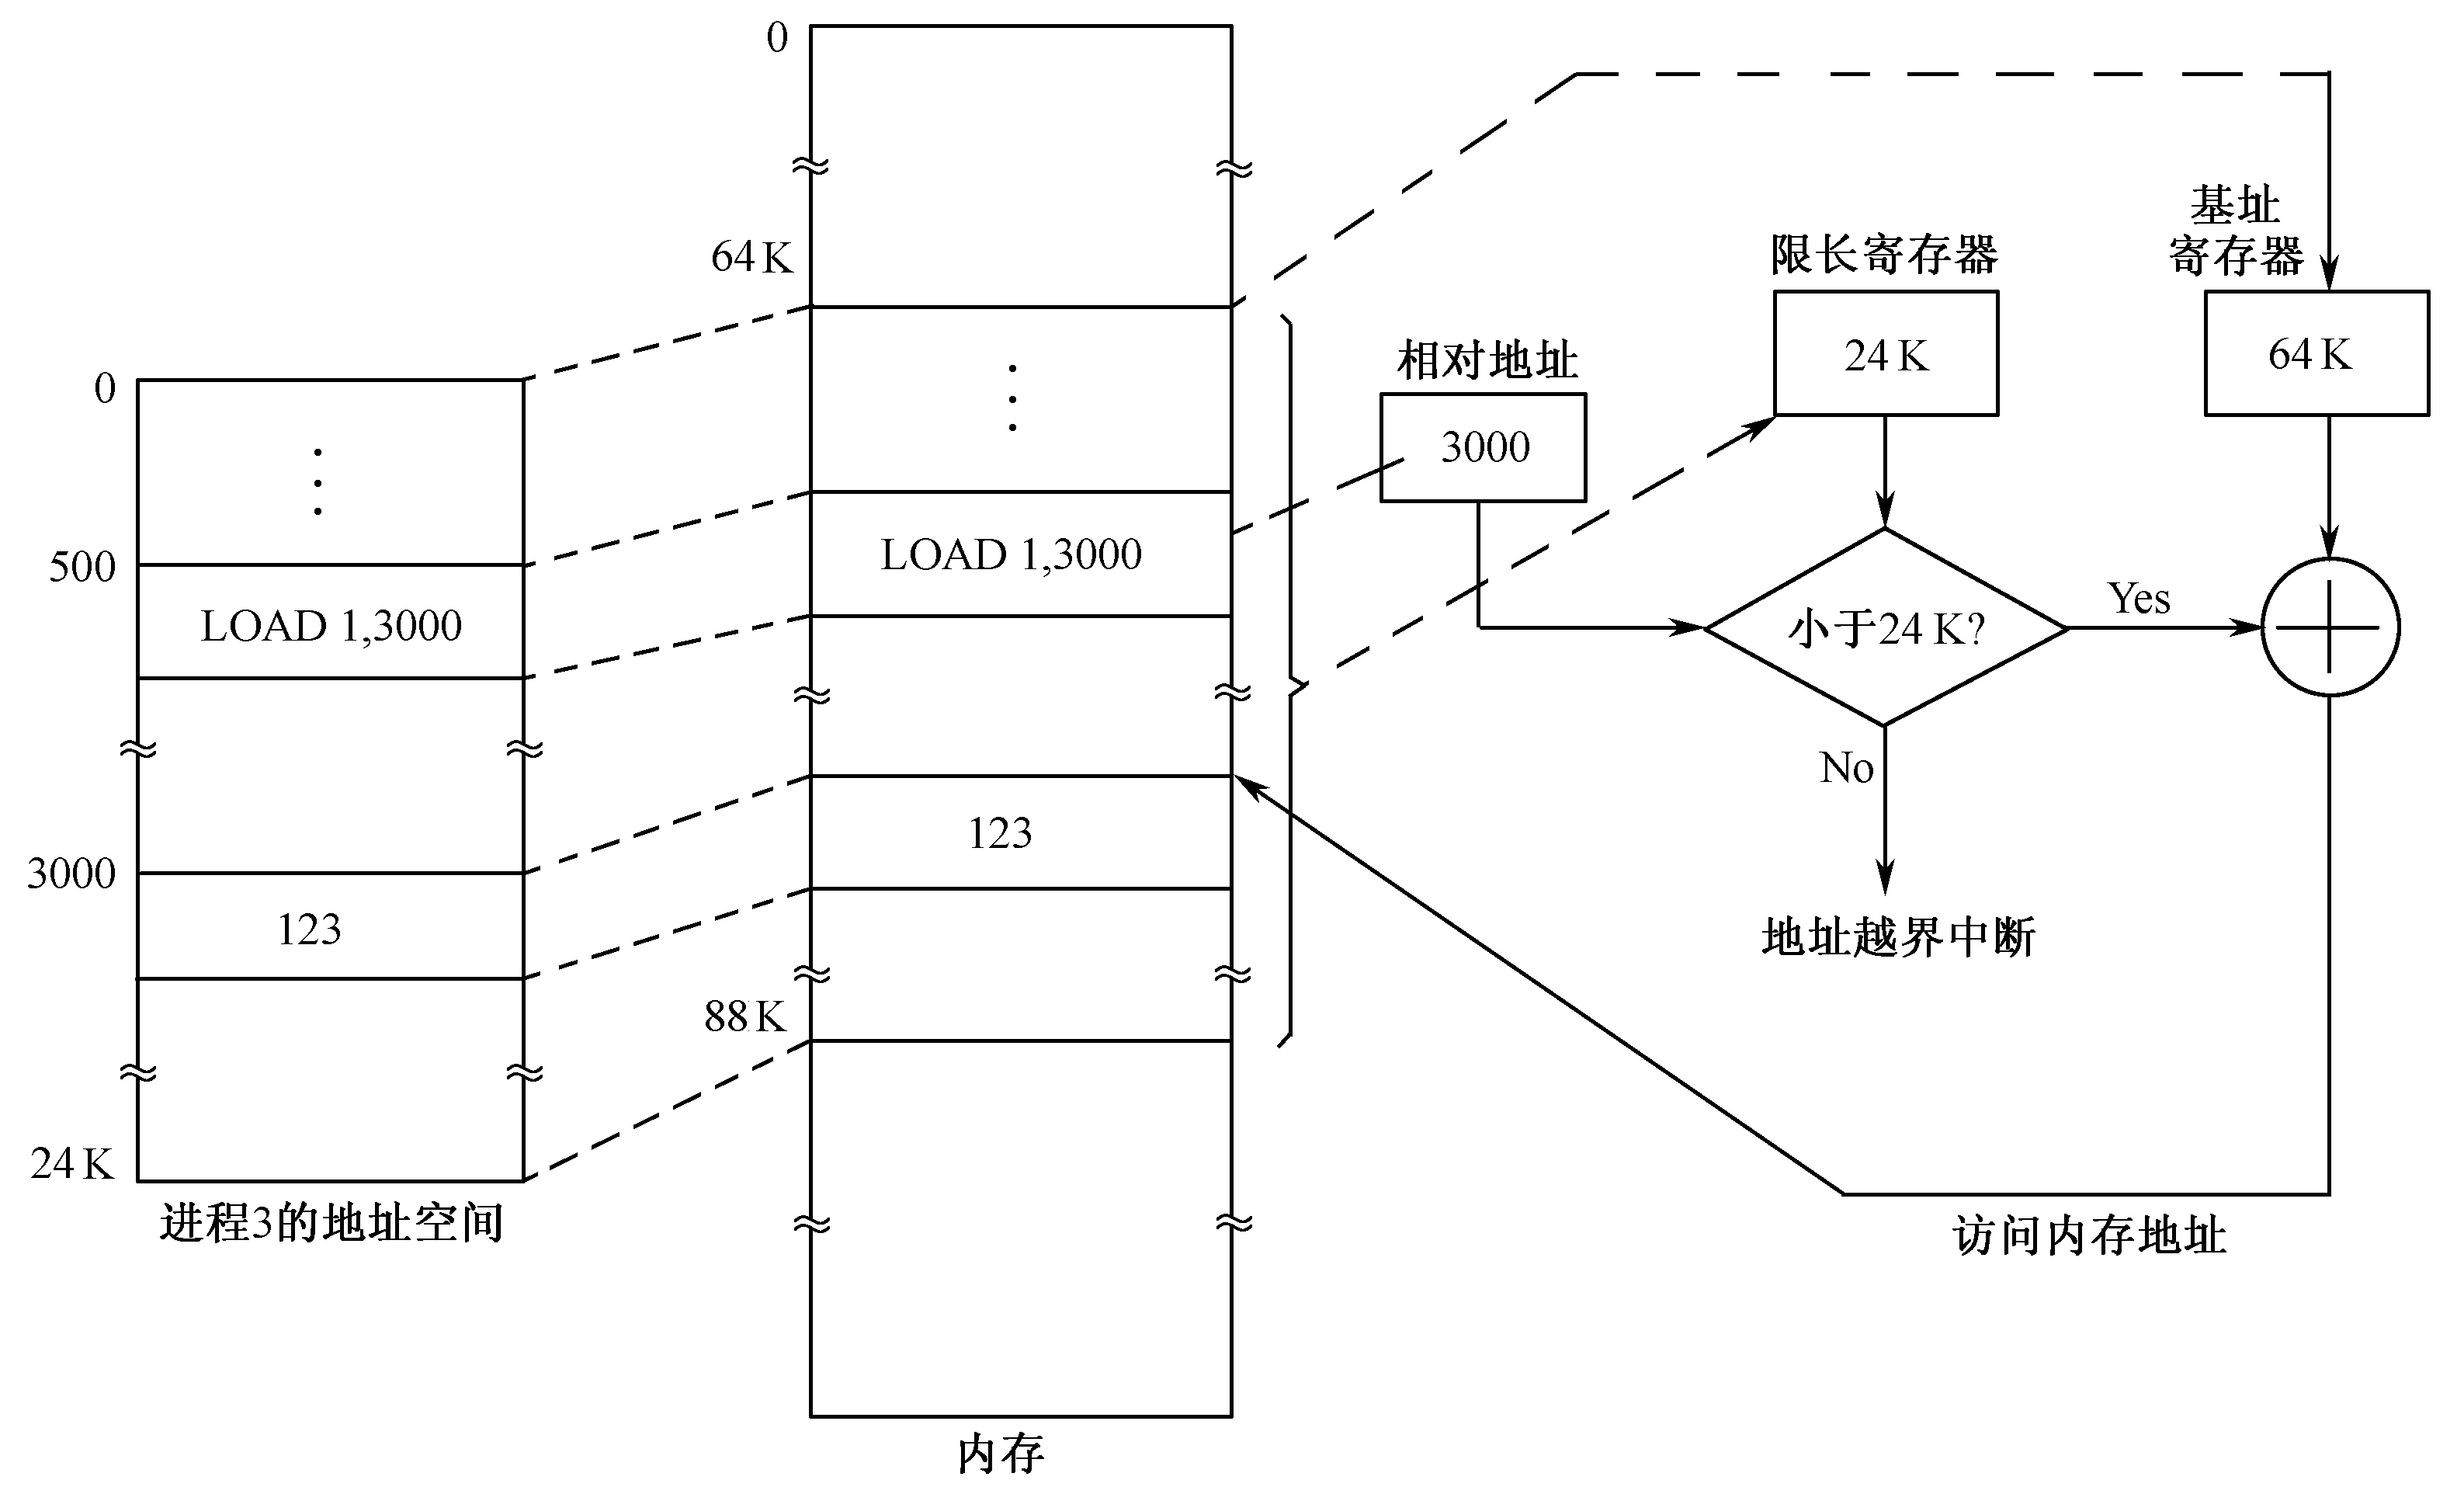 0
500
LOAD 1,3000
3000
123
24 K
进程3的地址空间
0
64 K
LOAD 1,3000
123
88 K
内存
相对地址
3000
限长寄存器
24 K
基址
寄存器
64 K
小于24 K?
Yes
No
地址越界中断
访问内存地址